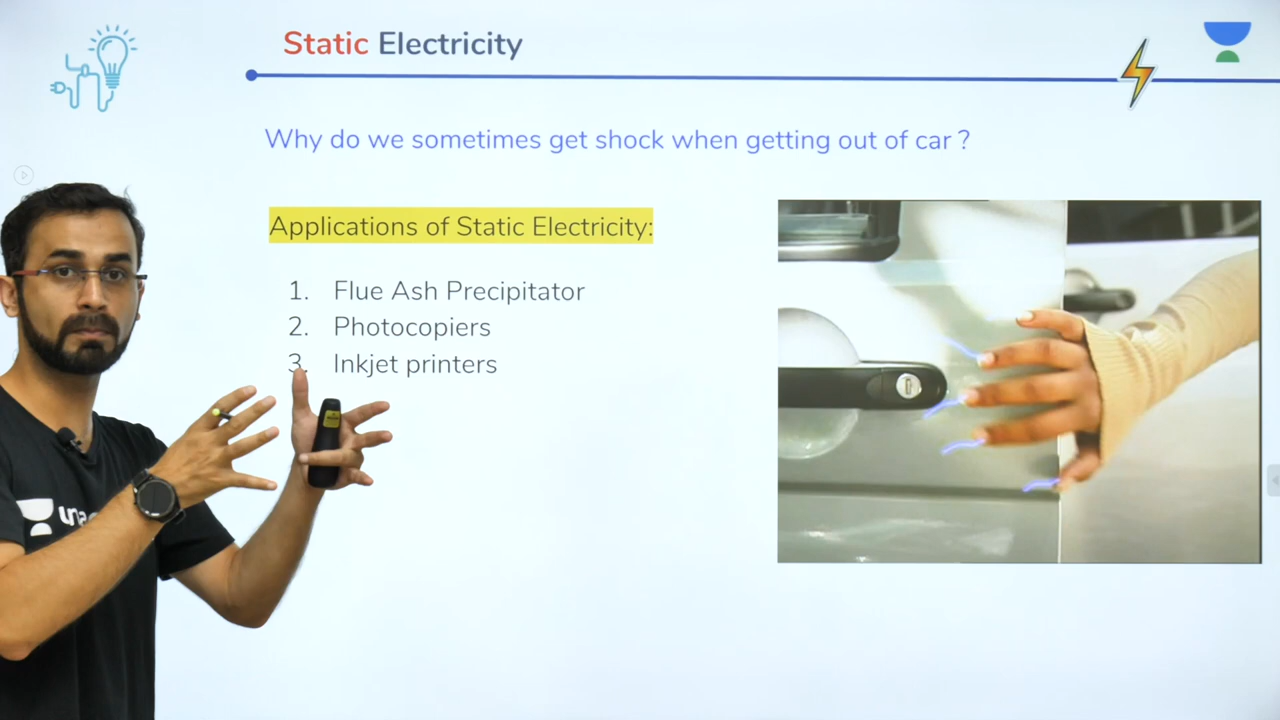 Static Electricity
Why do we sometimes get shock when getting out of car ?
Applications of Static Electricity:
1. Flue Ash Precipitator
2. Photocopiers
3. Inkjet printers